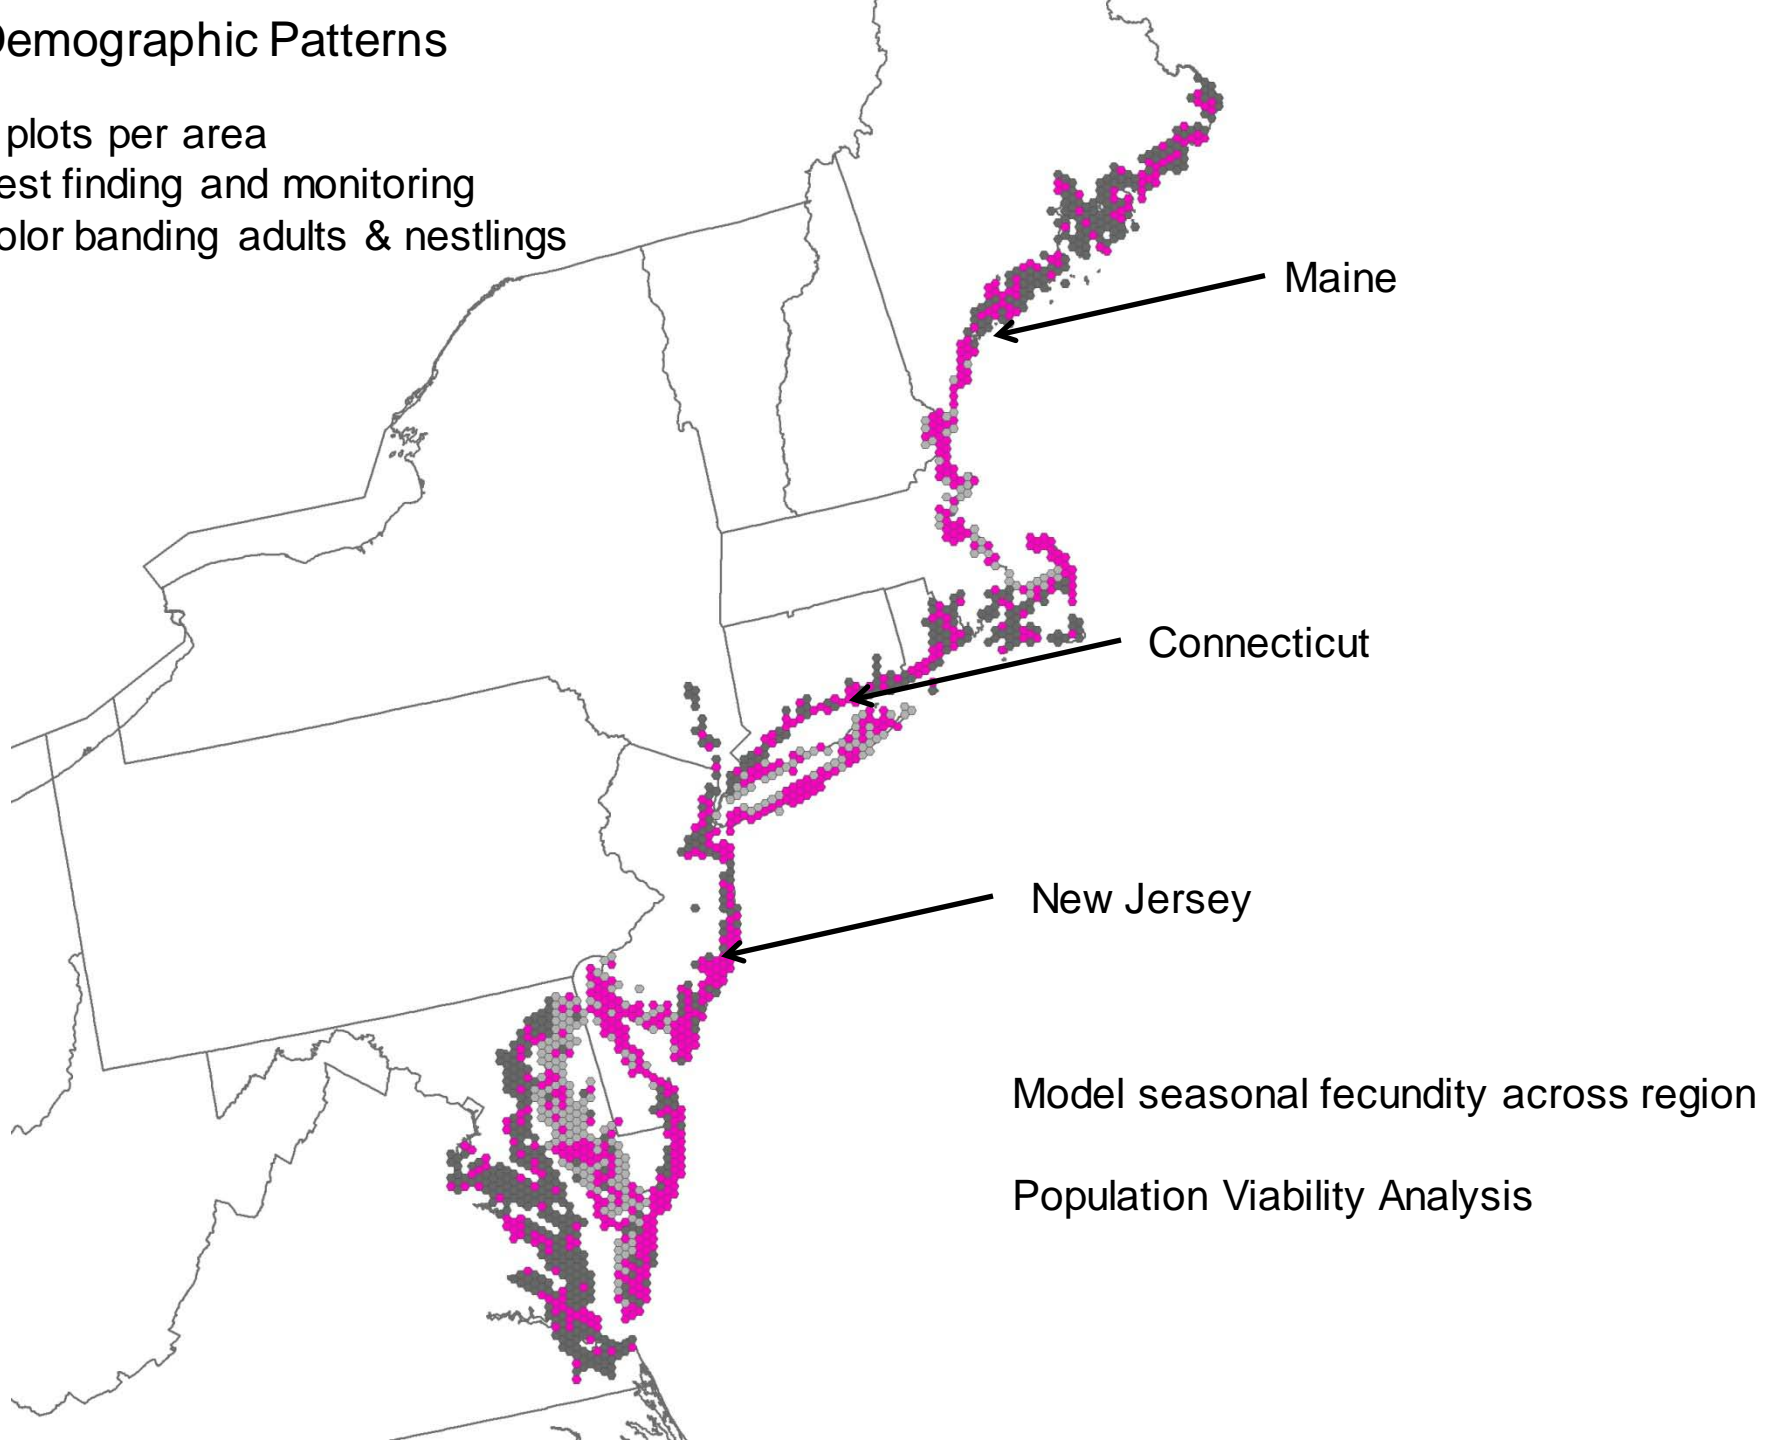 Demographic Patterns
plots per area
est finding and monitoring
olor banding adults & nestlings
Maine
Connecticut
New Jersey
Model seasonal fecundity across region
Population Viability Analysis